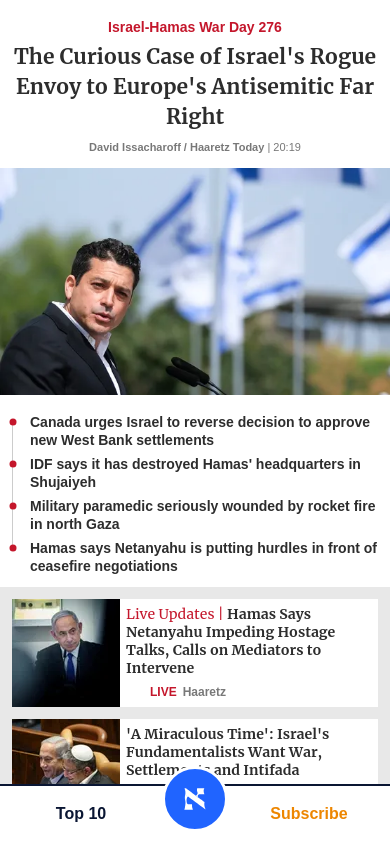 Israel-Hamas War Day 276
The Curious Case of Israel's Rogue
Envoy to Europe's Antisemitic Far
Right
David Issacharoff / Haaretz Today | 20:19
Canada urges Israel to reverse decision to approve
new West Bank settlements
IDF says it has destroyed Hamas' headquarters in
Shujaiyeh
Military paramedic seriously wounded by rocket fire
in north Gaza
Hamas says Netanyahu is putting hurdles in front of
ceasefire negotiations
Live Updates | Hamas Says
Netanyahu Impeding Hostage
Talks, Calls on Mediators to
Intervene
LIVE Haaretz
'A Miraculous Time': Israel's
Fundamentalists Want War,
Settlements and Intifada
Top 10
Subscribe